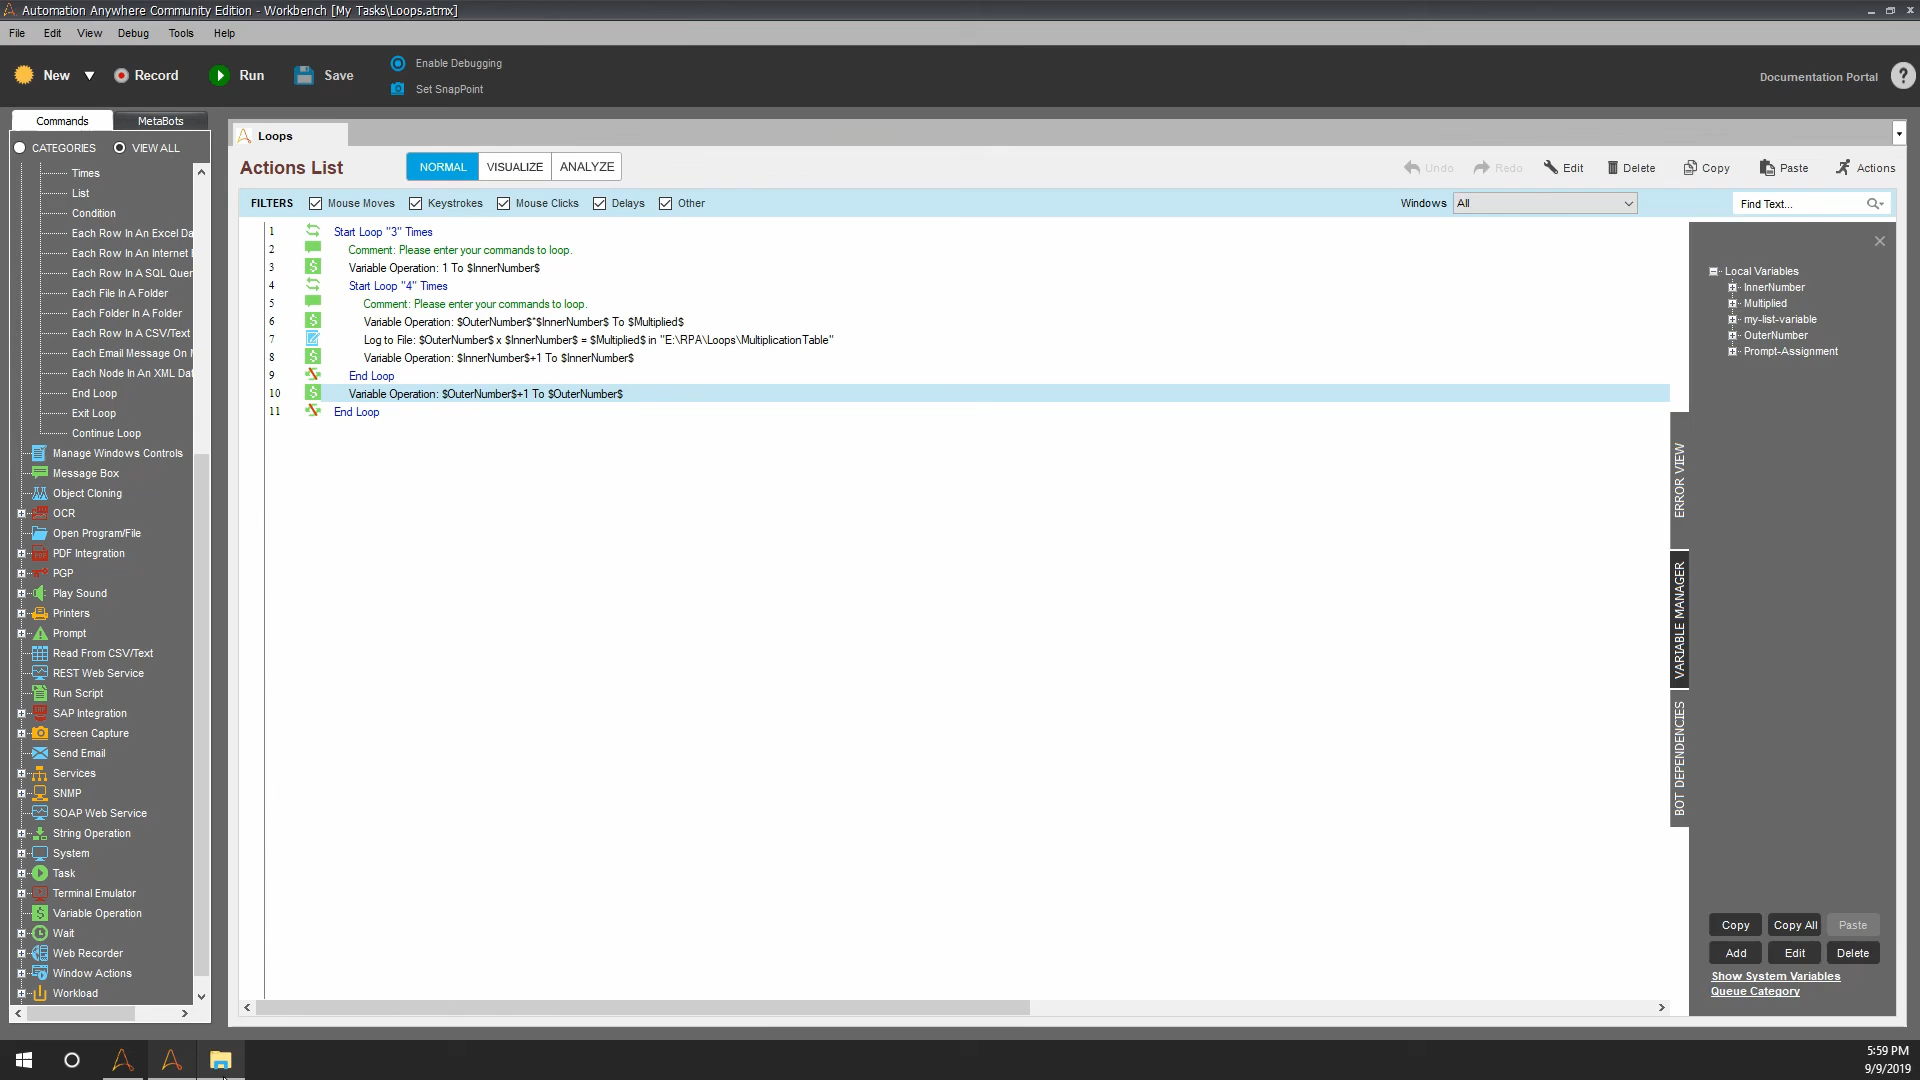 Automation Anywhere Community Edition - Workbench [My Tasks\Loops.atmx]
File Edit View Debug Tools Help
New Record Run Save
Enable Debugging
Set SnapPoint
Documentation Portal ?
Commands MetaBots
CATEGORIES VIEW ALL
Times
List
Condition
Each Row In An Excel Da
Each Row In An Internet
Each Row In A SQL Quer
Each File In A Folder
Each Folder In A Folder
Each Row In A CSV/Text
Each Email Message On
Each Node In An XML Dat
End Loop
Exit Loop
Continue Loop
Manage Windows Controls
Message Box
Object Cloning
OCR
Open Program/File
PDF Integration
PGP
Play Sound
Printers
Prompt
Read From CSV/Text
REST Web Service
Run Script
SAP Integration
Screen Capture
Send Email
Services
SNMP
SOAP Web Service
String Operation
System
Task
Terminal Emulator
Variable Operation
Wait
Web Recorder
Window Actions
Workload
Loops
Actions List NORMAL VISUALIZE ANALYZE Undo Redo Edit Delete Copy Paste Actions
FILTERS Mouse Moves Keystrokes Mouse Clicks Delays Other Windows All Find Text...
1 Start Loop "3" Times
2 Comment: Please enter your commands to loop.
3 Variable Operation: 1 To $InnerNumber$
4 Start Loop "4" Times
5 Comment: Please enter your commands to loop.
6 Variable Operation: $OuterNumber$*$InnerNumber$ To $Multiplied$
7 Log to File: $OuterNumber$ x $InnerNumber$ = $Multiplied$ in "E:\RPA\Loops\MultiplicationTable"
8 Variable Operation: $InnerNumber$+1 To $InnerNumber$
9 End Loop
10 Variable Operation: $OuterNumber$+1 To $OuterNumber$
11 End Loop
ERROR VIEW
VARIABLE MANAGER
BOT DEPENDENCIES
Local Variables
InnerNumber
Multiplied
my-list-variable
OuterNumber
Prompt-Assignment
Copy Copy All Paste
Add Edit Delete
Show System Variables
Queue Category
5:59 PM
9/9/2019